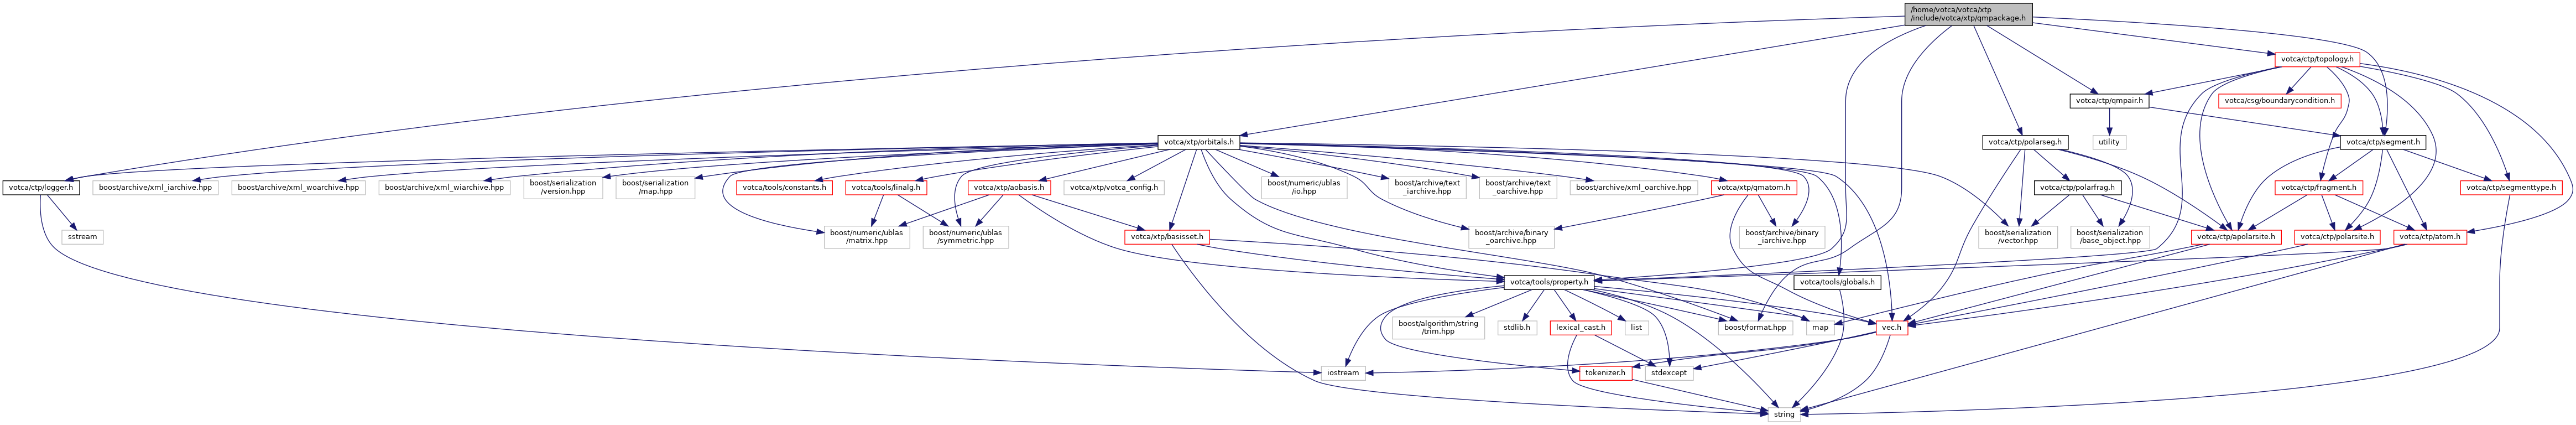 /home/votca/votca/xtp
/include/votca/xtp/qmpackage.h
votca/ctp/topology.h
votca/ctp/qmpair.h
votca/csg/boundarycondition.h
votca/xtp/orbitals.h
votca/ctp/polarseg.h
utility
votca/ctp/segment.h
votca/ctp/logger.h
boost/archive/xml_iarchive.hpp
boost/archive/xml_woarchive.hpp
boost/archive/xml_wiarchive.hpp
boost/serialization
/version.hpp
boost/serialization
/map.hpp
votca/tools/constants.h
votca/tools/linalg.h
votca/xtp/aobasis.h
votca/xtp/votca_config.h
boost/numeric/ublas
/io.hpp
boost/archive/text
_iarchive.hpp
boost/archive/text
_oarchive.hpp
boost/archive/xml_oarchive.hpp
votca/xtp/qmatom.h
votca/ctp/polarfrag.h
votca/ctp/fragment.h
votca/ctp/segmenttype.h
sstream
boost/numeric/ublas
/matrix.hpp
boost/numeric/ublas
/symmetric.hpp
votca/xtp/basisset.h
boost/archive/binary
_oarchive.hpp
boost/archive/binary
_iarchive.hpp
boost/serialization
/vector.hpp
boost/serialization
/base_object.hpp
votca/ctp/apolarsite.h
votca/ctp/polarsite.h
votca/ctp/atom.h
votca/tools/property.h
votca/tools/globals.h
boost/algorithm/string
/trim.hpp
stdlib.h
lexical_cast.h
list
boost/format.hpp
map
vec.h
iostream
tokenizer.h
stdexcept
string